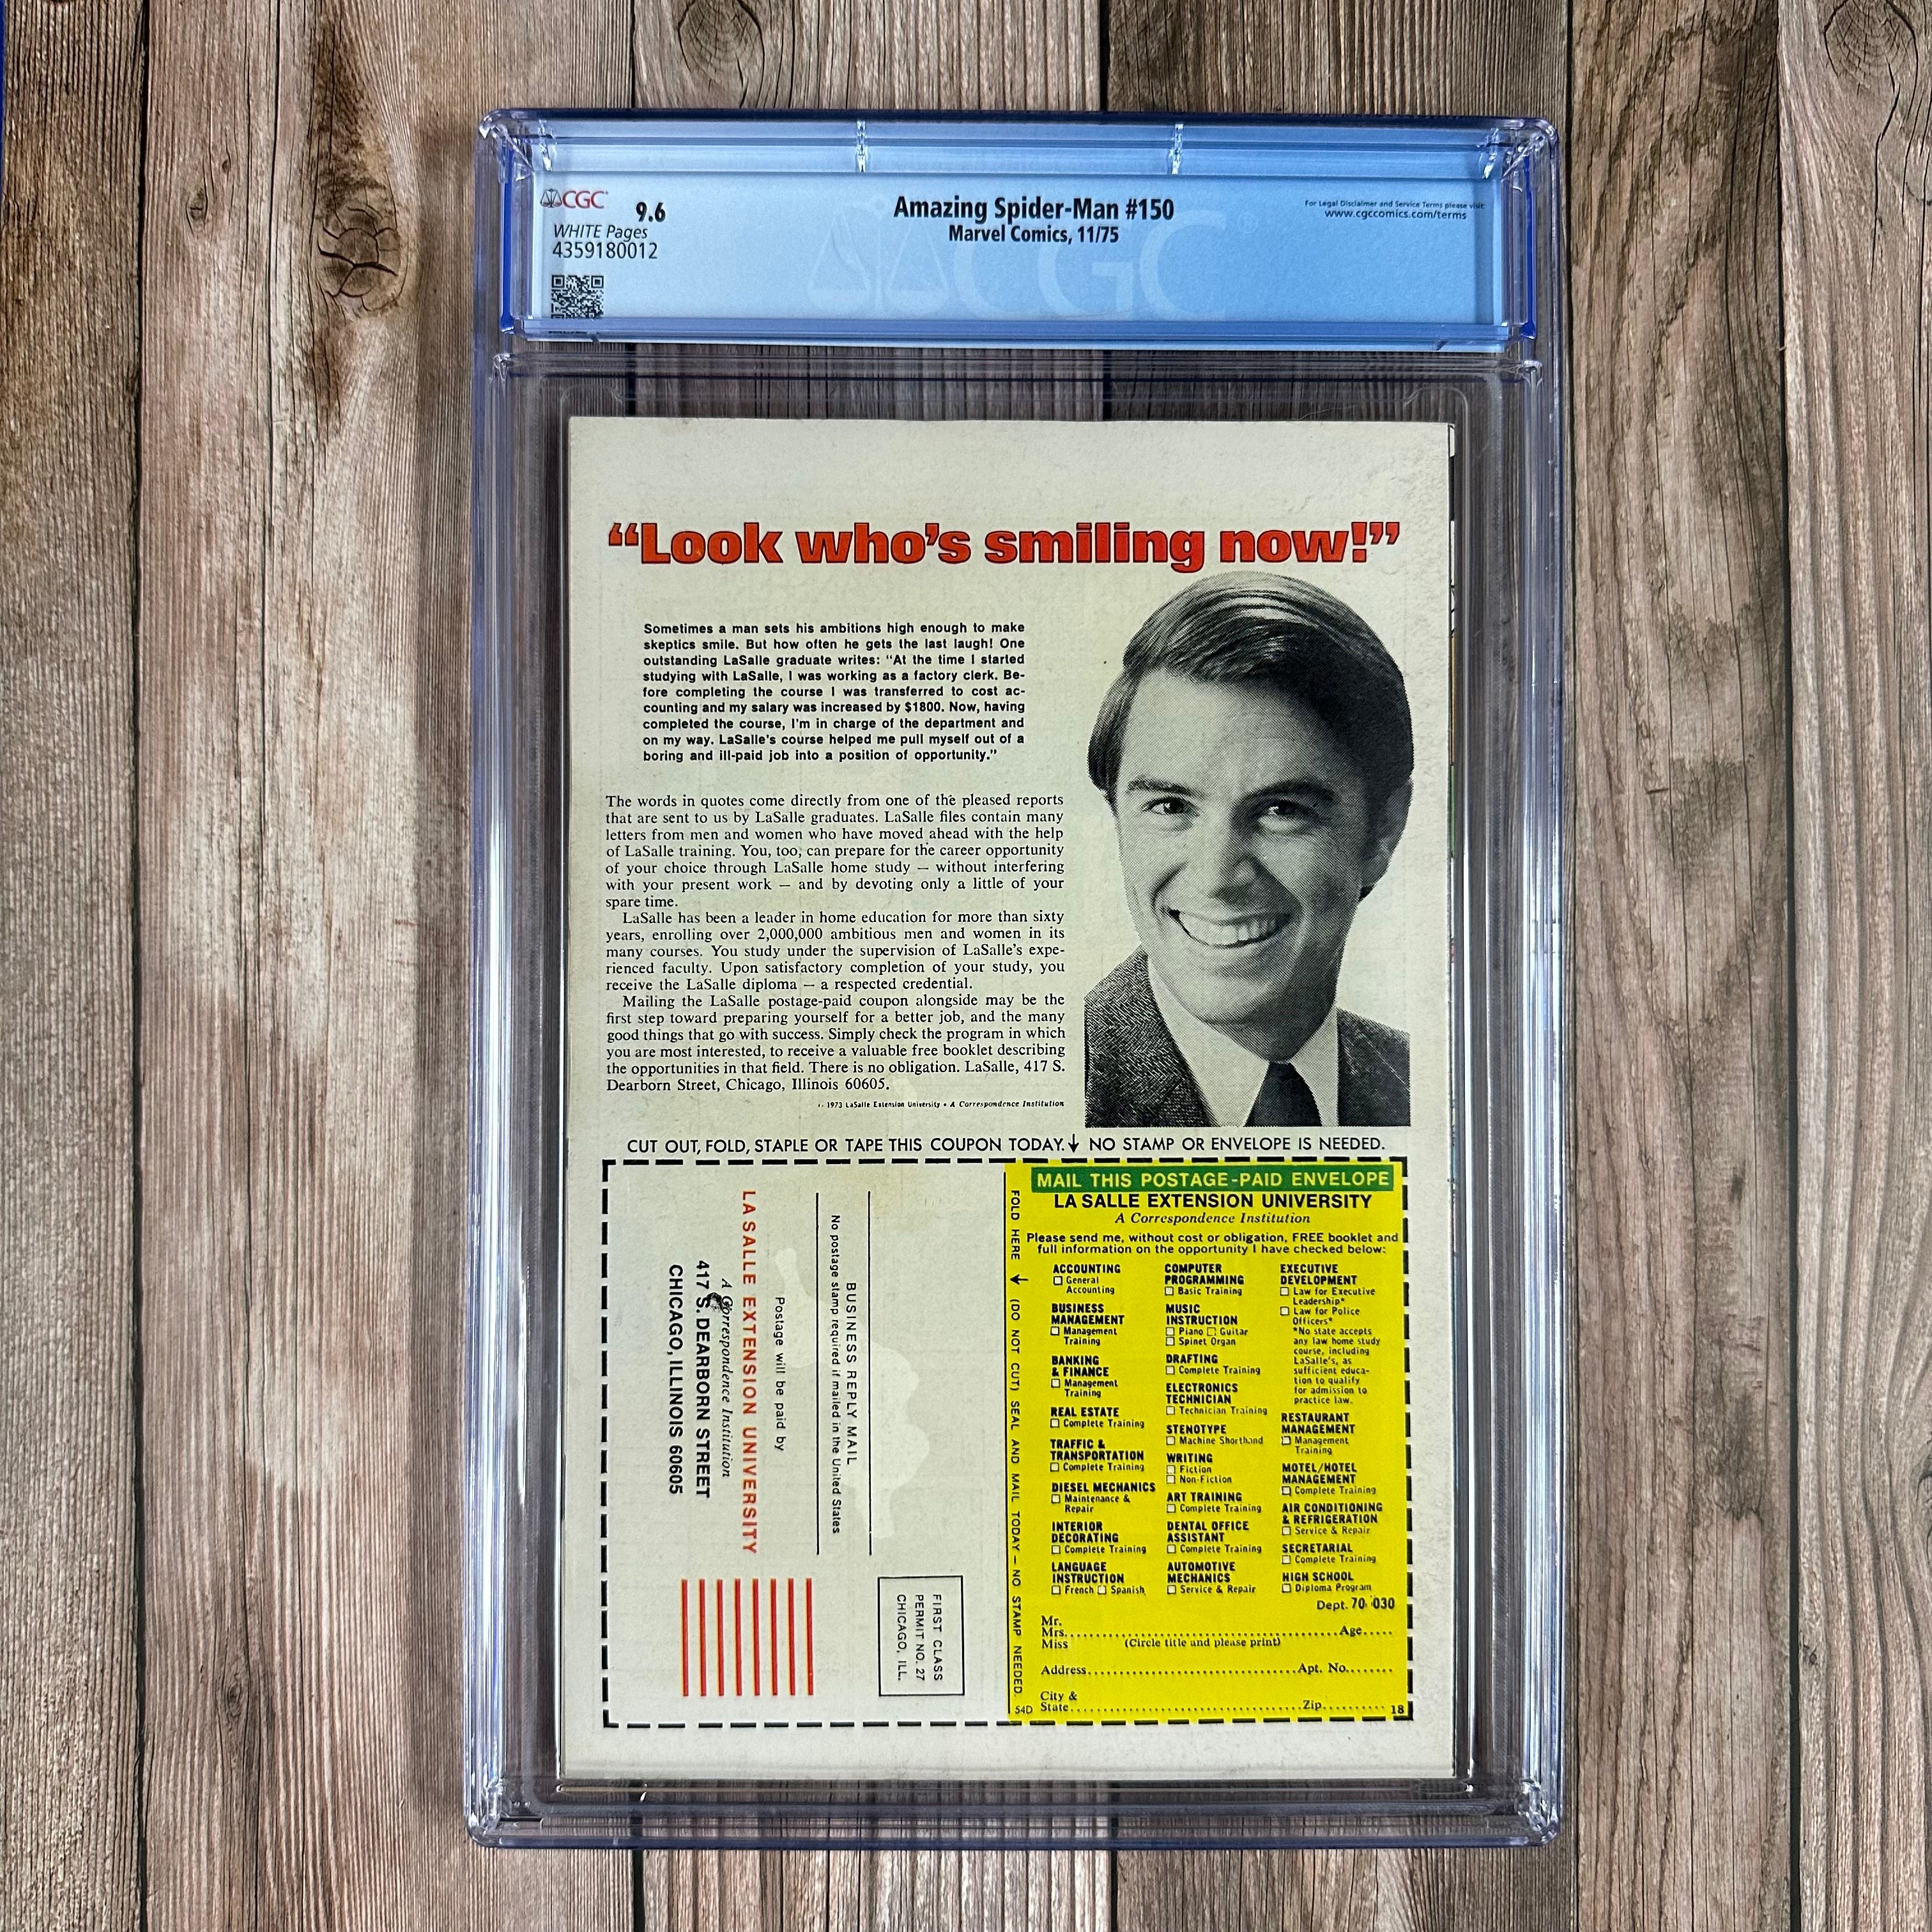 CGC
9.6
WHITE Pages
4359180012
Amazing Spider-Man #150
Marvel Comics, 11/75
For Legal Disclaimer and Service Terms please visit:
www.cgccomics.com/terms
CGC
“Look who’s smiling now!”
Sometimes a man sets his ambitions high enough to make
skeptics smile. But how often he gets the last laugh! One
outstanding LaSalle graduate writes: “At the time I started
studying with LaSalle, I was working as a factory clerk. Be-
fore completing the course I was transferred to cost ac-
counting and my salary was increased by $1800. Now, having
completed the course, I’m in charge of the department and
on my way. LaSalle’s course helped me pull myself out of a
boring and ill-paid job into a position of opportunity.”
The words in quotes come directly from one of the pleased reports
that are sent to us by LaSalle graduates. LaSalle files contain many
letters from men and women who have moved ahead with the help
of LaSalle training. You, too, can prepare for the career opportunity
of your choice through LaSalle home study — without interfering
with your present work — and by devoting only a little of your
spare time.
LaSalle has been a leader in home education for more than sixty
years, enrolling over 2,000,000 ambitious men and women in its
many courses. You study under the supervision of LaSalle’s expe-
rienced faculty. Upon satisfactory completion of your study, you
receive the LaSalle diploma — a respected credential.
Mailing the LaSalle postage-paid coupon alongside may be the
first step toward preparing yourself for a better job, and the many
good things that go with success. Simply check the program in which
you are most interested, to receive a valuable free booklet describing
the opportunities in that field. There is no obligation. LaSalle, 417 S.
Dearborn Street, Chicago, Illinois 60605.
1973 LaSalle Extension University • A Correspondence Institution
CUT OUT, FOLD, STAPLE OR TAPE THIS COUPON TODAY.↓ NO STAMP OR ENVELOPE IS NEEDED.
FIRST CLASS
PERMIT NO. 27
CHICAGO, ILL.
BUSINESS REPLY MAIL
No postage stamp required if mailed in the United States
Postage will be paid by
LA SALLE EXTENSION UNIVERSITY
A Correspondence Institution
417 S. DEARBORN STREET
CHICAGO, ILLINOIS 60605
FOLD HERE ↓ (DO NOT CUT) SEAL AND MAIL TODAY — NO STAMP NEEDED.
MAIL THIS POSTAGE-PAID ENVELOPE
LA SALLE EXTENSION UNIVERSITY
A Correspondence Institution
Please send me, without cost or obligation, FREE booklet and
full information on the opportunity I have checked below:
ACCOUNTING
☐ General
Accounting
BUSINESS
MANAGEMENT
☐ Management
Training
BANKING
& FINANCE
☐ Management
Training
REAL ESTATE
☐ Complete Training
TRAFFIC &
TRANSPORTATION
☐ Complete Training
DIESEL MECHANICS
☐ Maintenance &
Repair
INTERIOR
DECORATING
☐ Complete Training
LANGUAGE
INSTRUCTION
☐ French ☐ Spanish
COMPUTER
PROGRAMMING
☐ Basic Training
MUSIC
INSTRUCTION
☐ Piano ☐ Guitar
☐ Spinet Organ
DRAFTING
☐ Complete Training
ELECTRONICS
TECHNICIAN
☐ Technician Training
STENOTYPE
☐ Machine Shorthand
WRITING
☐ Fiction
☐ Non-Fiction
ART TRAINING
☐ Complete Training
DENTAL OFFICE
ASSISTANT
☐ Complete Training
AUTOMOTIVE
MECHANICS
☐ Service & Repair
EXECUTIVE
DEVELOPMENT
☐ Law for Executive
Leadership*
☐ Law for Police
Officers*
*No state accepts
any law home study
course, including
LaSalle’s, as
sufficient educa-
tion to qualify
for admission to
practice law.
RESTAURANT
MANAGEMENT
☐ Management
Training
MOTEL/HOTEL
MANAGEMENT
☐ Complete Training
AIR CONDITIONING
& REFRIGERATION
☐ Service & Repair
SECRETARIAL
☐ Complete Training
HIGH SCHOOL
☐ Diploma Program
Dept. 70-030
Mr.
Mrs. Age
Miss (Circle title and please print)
Address Apt. No.
City &
State Zip
54D 18